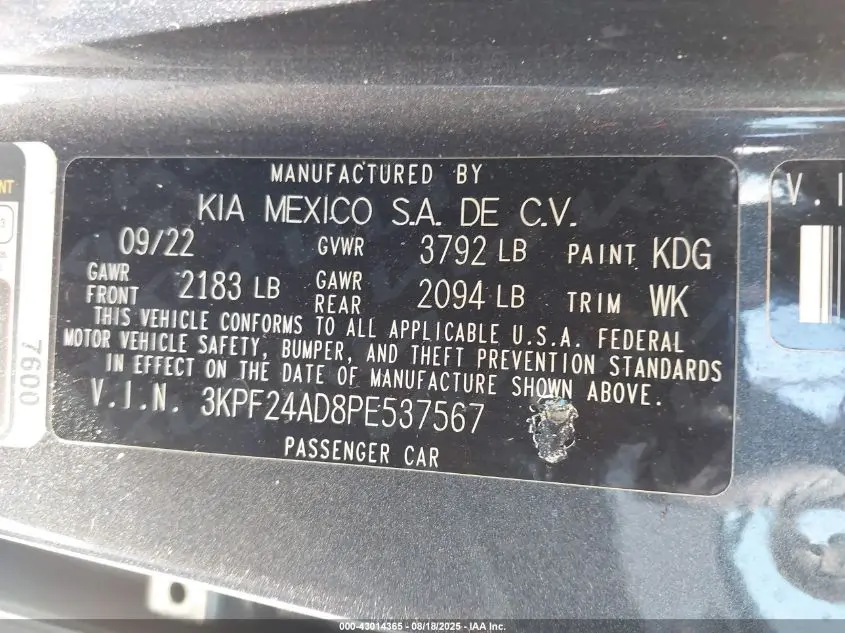 MANUFACTURED BY
KIA MEXICO S.A. DE C.V.
09/22 GVWR 3792 LB PAINT KDG
GAWR FRONT 2183 LB GAWR REAR 2094 LB TRIM WK
THIS VEHICLE CONFORMS TO ALL APPLICABLE U.S.A. FEDERAL
MOTOR VEHICLE SAFETY, BUMPER, AND THEFT PREVENTION STANDARDS
IN EFFECT ON THE DATE OF MANUFACTURE SHOWN ABOVE.
V.I.N. 3KPF24AD8PE537567
PASSENGER CAR
7600
NT
V.I
000-43014365 - 08/18/2025 - IAA Inc.